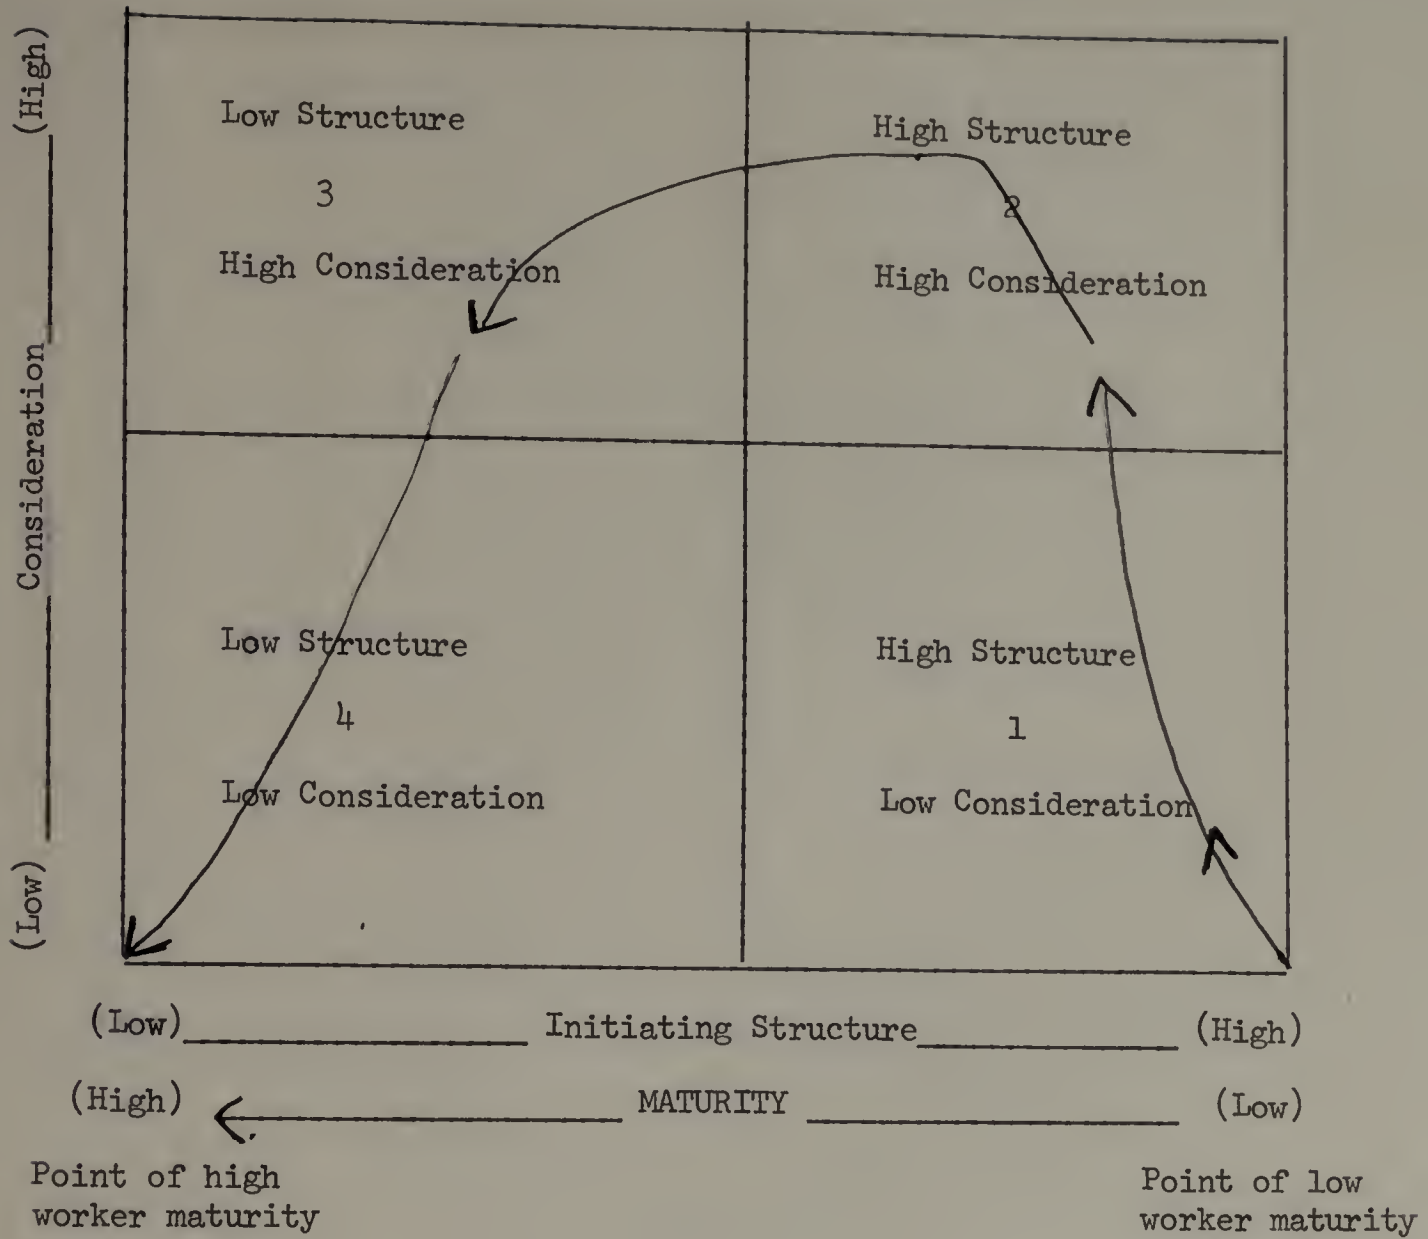 (High)
Consideration
(Low)
Low Structure
3
High Consideration
High Structure
2
High Consideration
Low Structure
4
Low Consideration
High Structure
1
Low Consideration
(Low) Initiating Structure (High)
(High) MATURITY (Low)
Point of high
worker maturity
Point of low
worker maturity